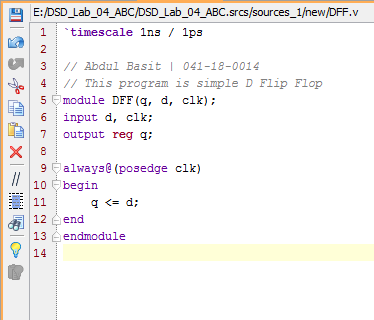 E:/DSD_Lab_04_ABC/DSD_Lab_04_ABC.srcs/sources_1/new/DFF.v
1 `timescale 1ns / 1ps
2
3 // Abdul Basit | 041-18-0014
4 // This program is simple D Flip Flop
5 module DFF(q, d, clk);
6 input d, clk;
7 output reg q;
8
9 always@(posedge clk)
10 begin
11     q <= d;
12 end
13 endmodule
14